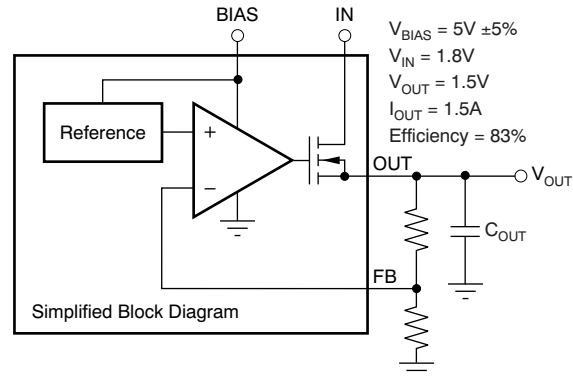 BIAS
IN
V_BIAS = 5V ±5%
V_IN = 1.8V
V_OUT = 1.5V
I_OUT = 1.5A
Efficiency = 83%
Reference
+
−
OUT
V_OUT
C_OUT
FB
Simplified Block Diagram